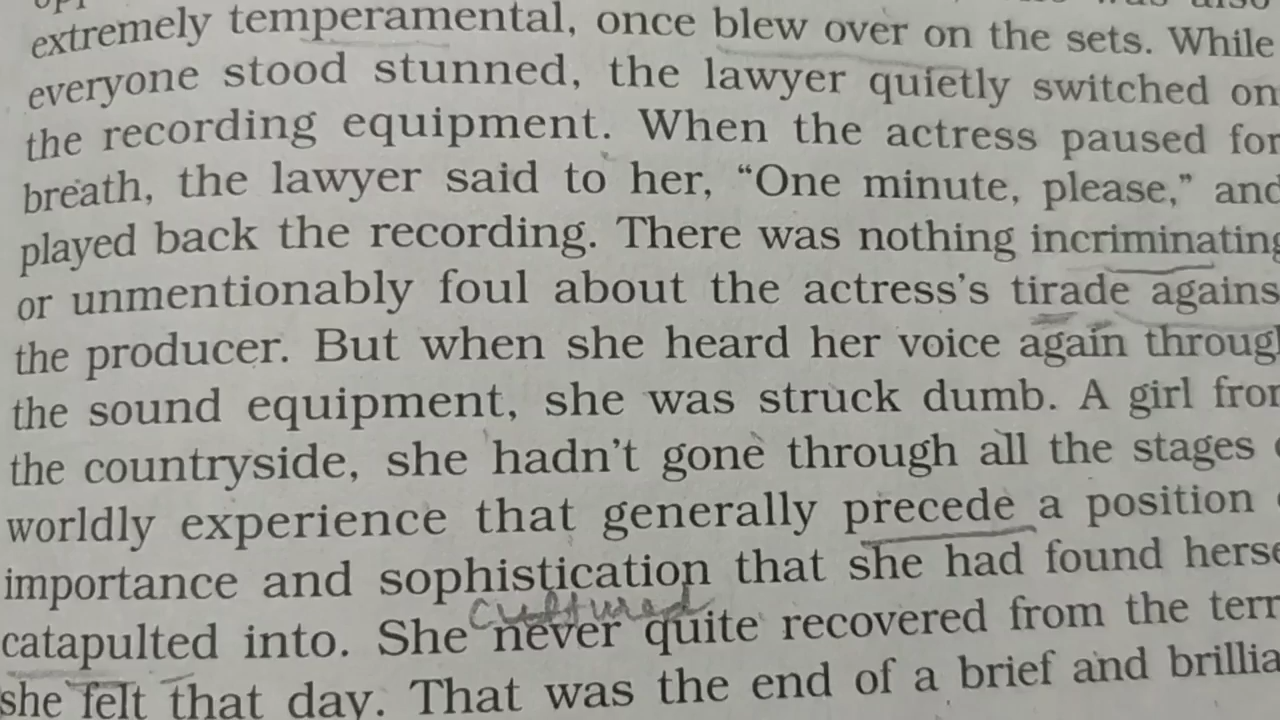 was also
extremely temperamental, once blew over on the sets. While
everyone stood stunned, the lawyer quietly switched on
the recording equipment. When the actress paused for
breath, the lawyer said to her, “One minute, please,” and
played back the recording. There was nothing incriminating
or unmentionably foul about the actress’s tirade agains
the producer. But when she heard her voice again throug
the sound equipment, she was struck dumb. A girl fro
the countryside, she hadn’t gone through all the stages
worldly experience that generally precede a position
importance and sophistication that she had found herse
cultured
catapulted into. She never quite recovered from the terr
she felt that day. That was the end of a brief and brillia